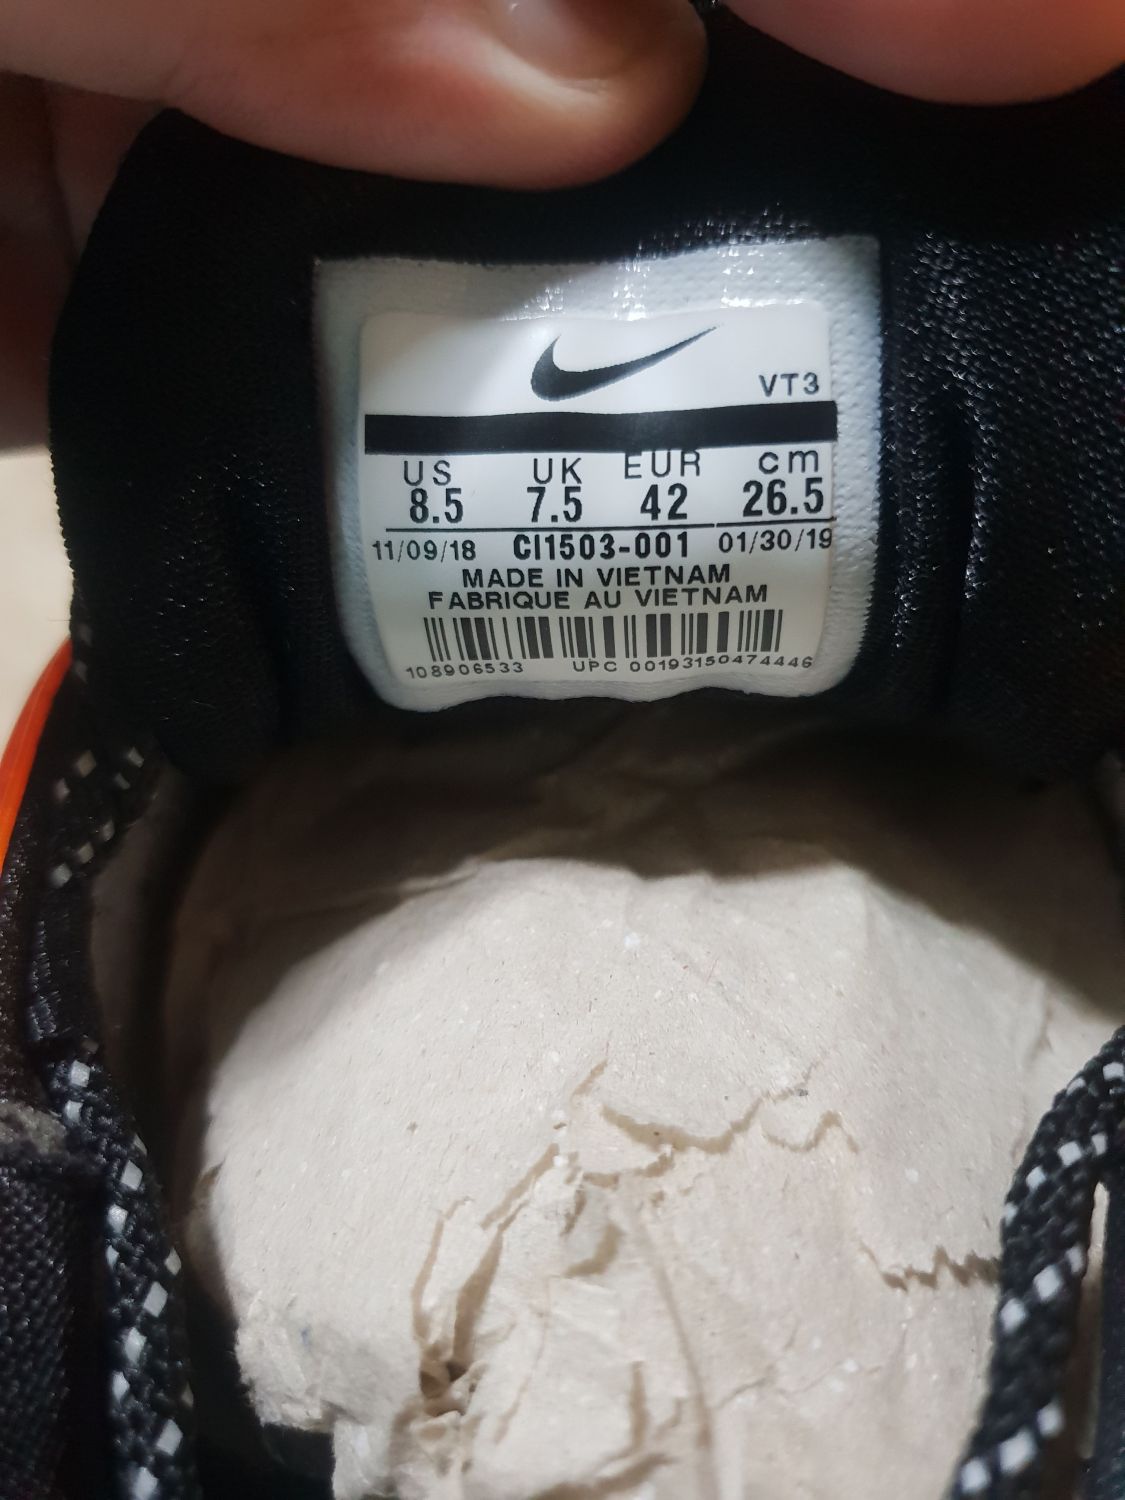 VT3
US UK EUR cm
8.5 7.5 42 26.5
11/09/18 CI1503-001 01/30/19
MADE IN VIETNAM
FABRIQUE AU VIETNAM
108906533 UPC 00193150474446